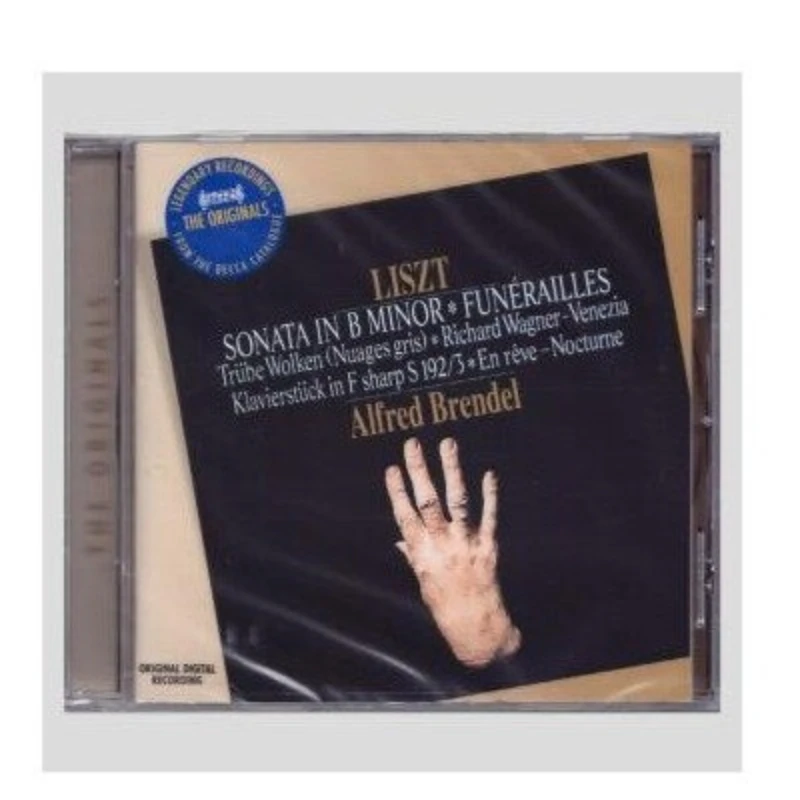 LEGENDARY RECORDINGS
THE ORIGINALS
FROM THE DECCA CATALOGUE
LISZT
SONATA IN B MINOR * FUNÉRAILLES
Trübe Wolken (Nuages gris) * Richard Wagner-Venezia
Klavierstück in F sharp S 192/3 * En rêve – Nocturne
Alfred Brendel
THE ORIGINALS
ORIGINAL DIGITAL
RECORDING